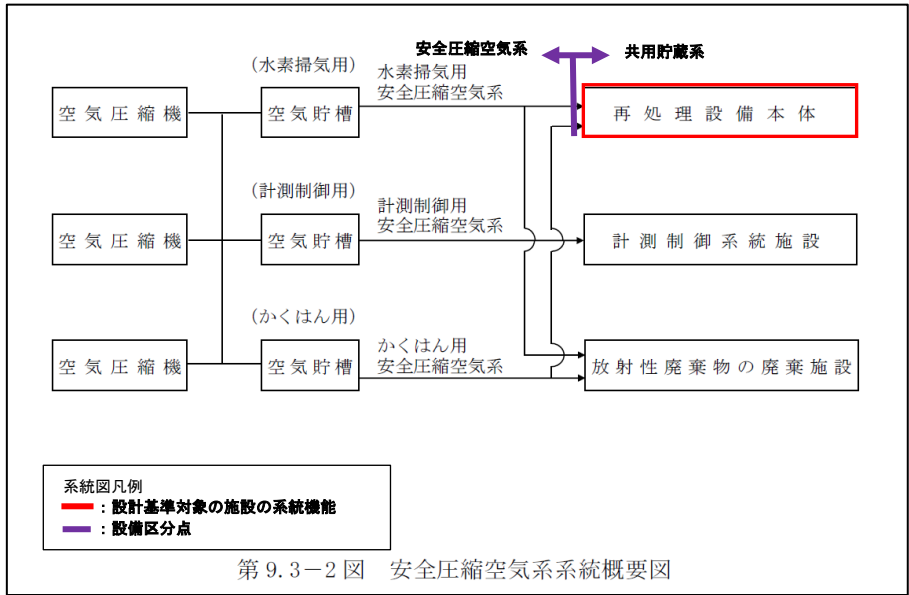 安全圧縮空気系
共用貯蔵系
(水素掃気用)
水素掃気用
安全圧縮空気系
空気圧縮機
空気貯槽
再処理設備本体
(計測制御用)
計測制御用
安全圧縮空気系
空気圧縮機
空気貯槽
計測制御系統施設
(かくはん用)
かくはん用
安全圧縮空気系
空気圧縮機
空気貯槽
放射性廃棄物の廃棄施設
系統図凡例
:設計基準対象の施設の系統機能
:設備区分点
第9.3-2図 安全圧縮空気系系統概要図